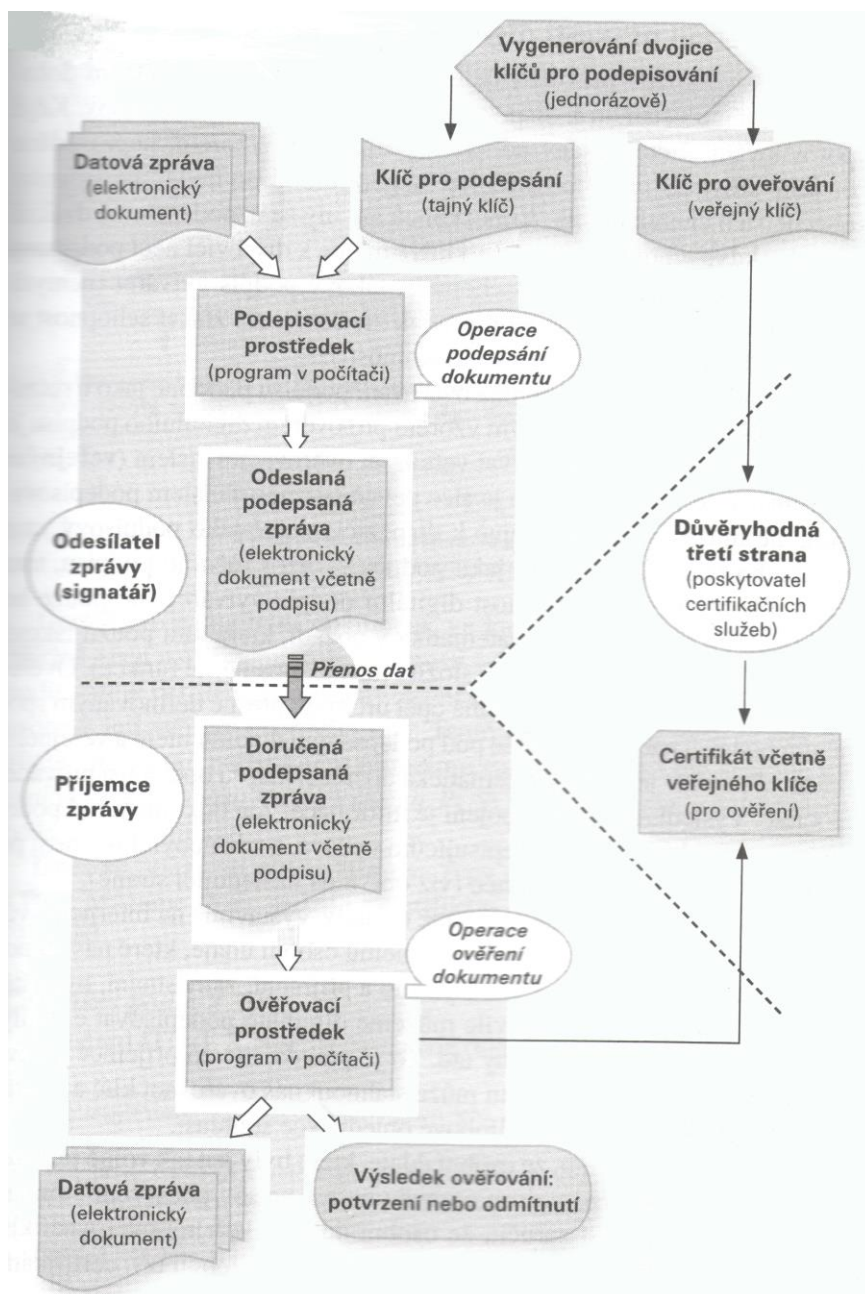 Vygenerování dvojice
klíčů pro podepisování
(jednorázově)
Datová zpráva
(elektronický
dokument)
Klíč pro podepsání
(tajný klíč)
Klíč pro oveřování
(veřejný klíč)
Podepisovací
prostředek
(program v počítači)
Operace
podepsání
dokumentu
Odeslaná
podepsaná
zpráva
(elektronický
dokument včetně
podpisu)
Odesílatel
zprávy
(signatář)
Důvěryhodná
třetí strana
(poskytovatel
certifikačních
služeb)
Přenos dat
Příjemce
zprávy
Doručená
podepsaná
zpráva
(elektronický
dokument včetně
podpisu)
Certifikát včetně
veřejného klíče
(pro ověření)
Operace
ověření
dokumentu
Ověřovací
prostředek
(program v počítači)
Datová zpráva
(elektronický
dokument)
Výsledek ověřování:
potvrzení nebo odmítnutí